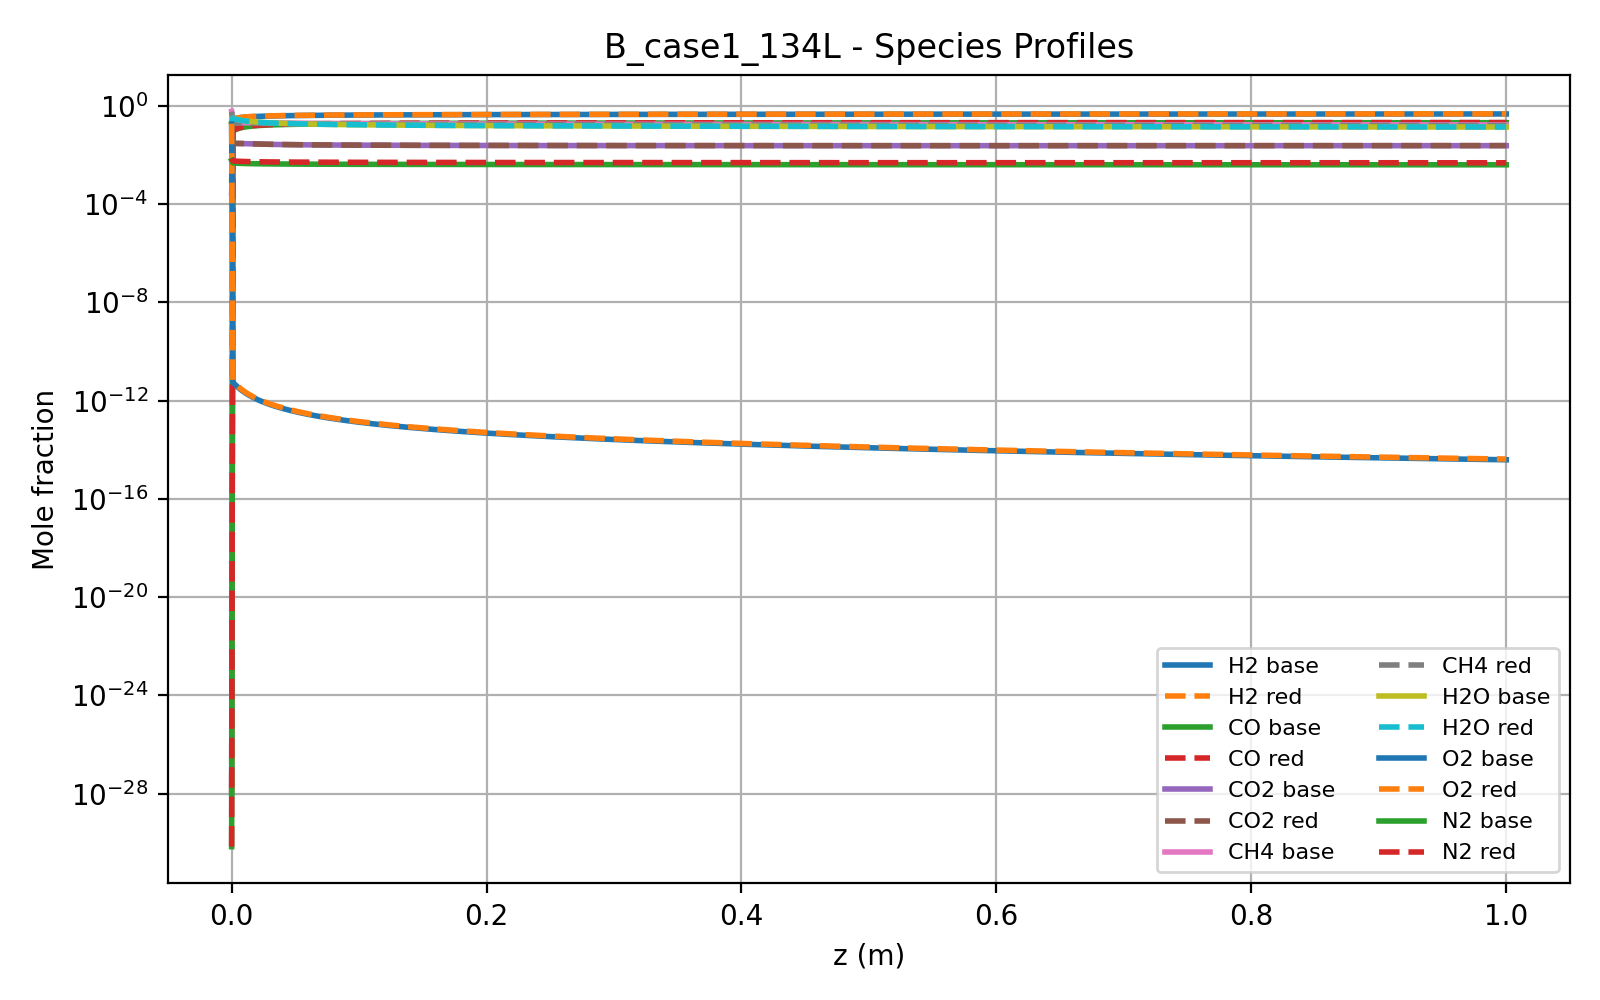 B_case1_134L - Species Profiles
Mole fraction
10⁰
10⁻⁴
10⁻⁸
10⁻¹²
10⁻¹⁶
10⁻²⁰
10⁻²⁴
10⁻²⁸
H2 base
H2 red
CO base
CO red
CO2 base
CO2 red
CH4 base
CH4 red
H2O base
H2O red
O2 base
O2 red
N2 base
N2 red
0.0 0.2 0.4 0.6 0.8 1.0
z (m)